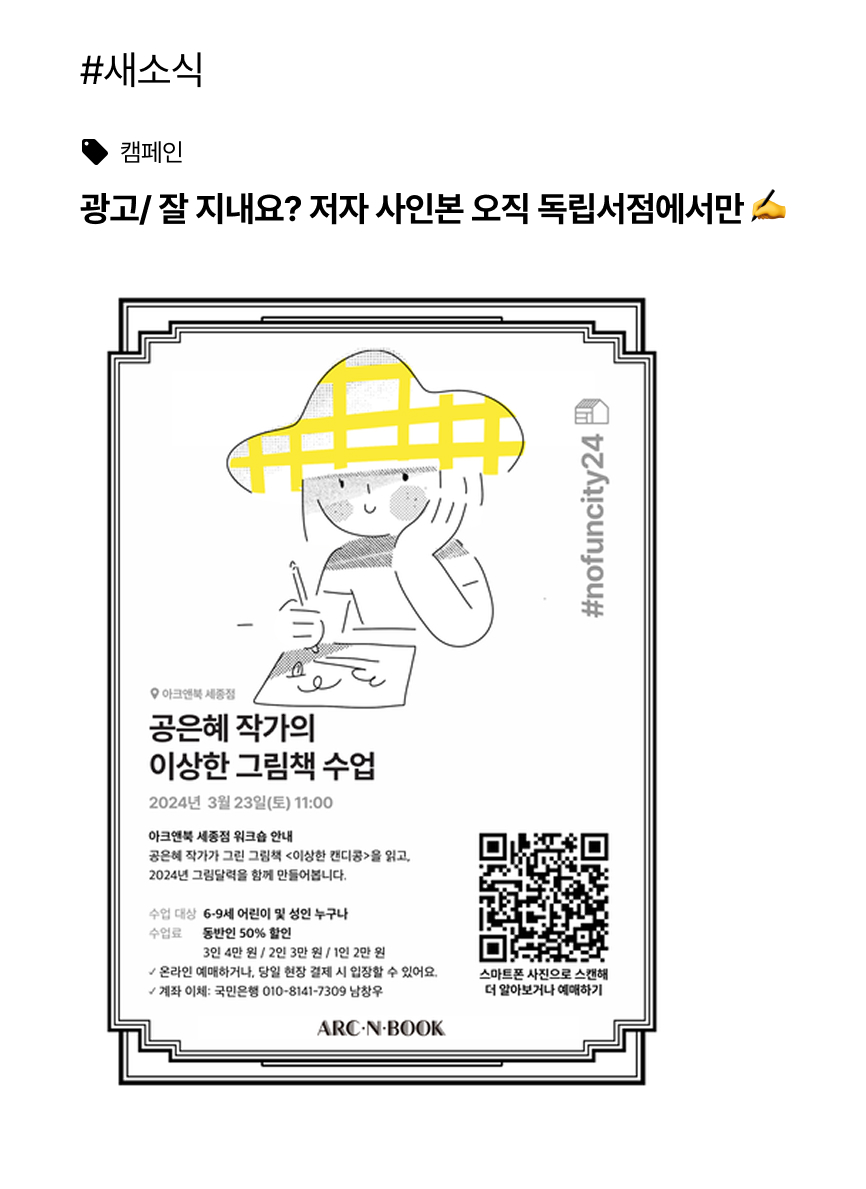 #새소식
캠페인
광고/ 잘 지내요? 저자 사인본 오직 독립서점에서만 ✍️
#nofuncity24
아크앤북 세종점
공은혜 작가의
이상한 그림책 수업
2024년 3월 23일(토) 11:00
아크앤북 세종점 워크숍 안내
공은혜 작가가 그린 그림책 <이상한 캔디콩>을 읽고,
2024년 그림달력을 함께 만들어봅니다.
수업 대상 6-9세 어린이 및 성인 누구나
수업료 동반인 50% 할인
3인 4만 원 / 2인 3만 원 / 1인 2만 원
✓ 온라인 예매하거나, 당일 현장 결제 시 입장할 수 있어요.
✓ 계좌 이체: 국민은행 010-8141-7309 남창우
스마트폰 사진으로 스캔해
더 알아보거나 예매하기
ARC·N·BOOK